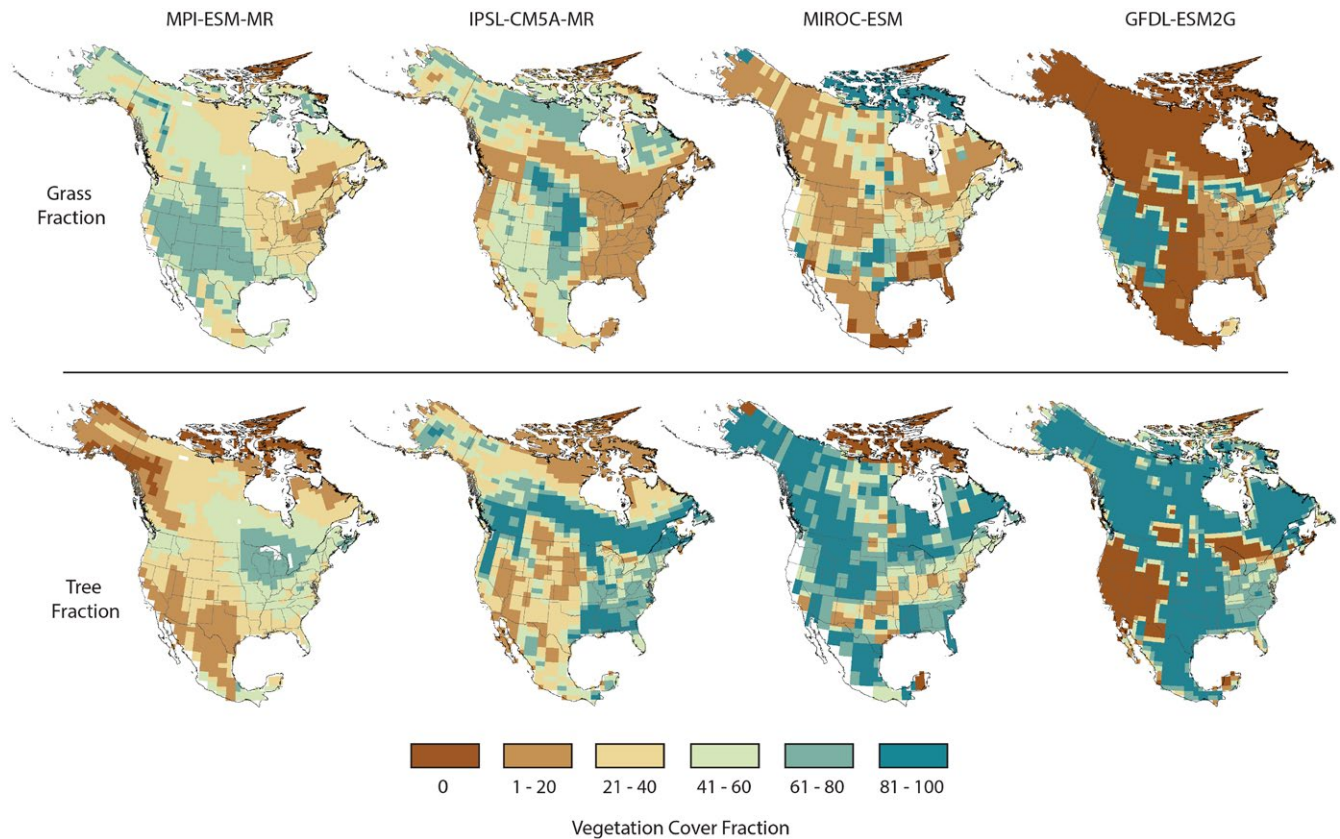 MPI-ESM-MR IPSL-CM5A-MR MIROC-ESM GFDL-ESM2G
Grass
Fraction
Tree
Fraction
0 1 - 20 21 - 40 41 - 60 61 - 80 81 - 100
Vegetation Cover Fraction